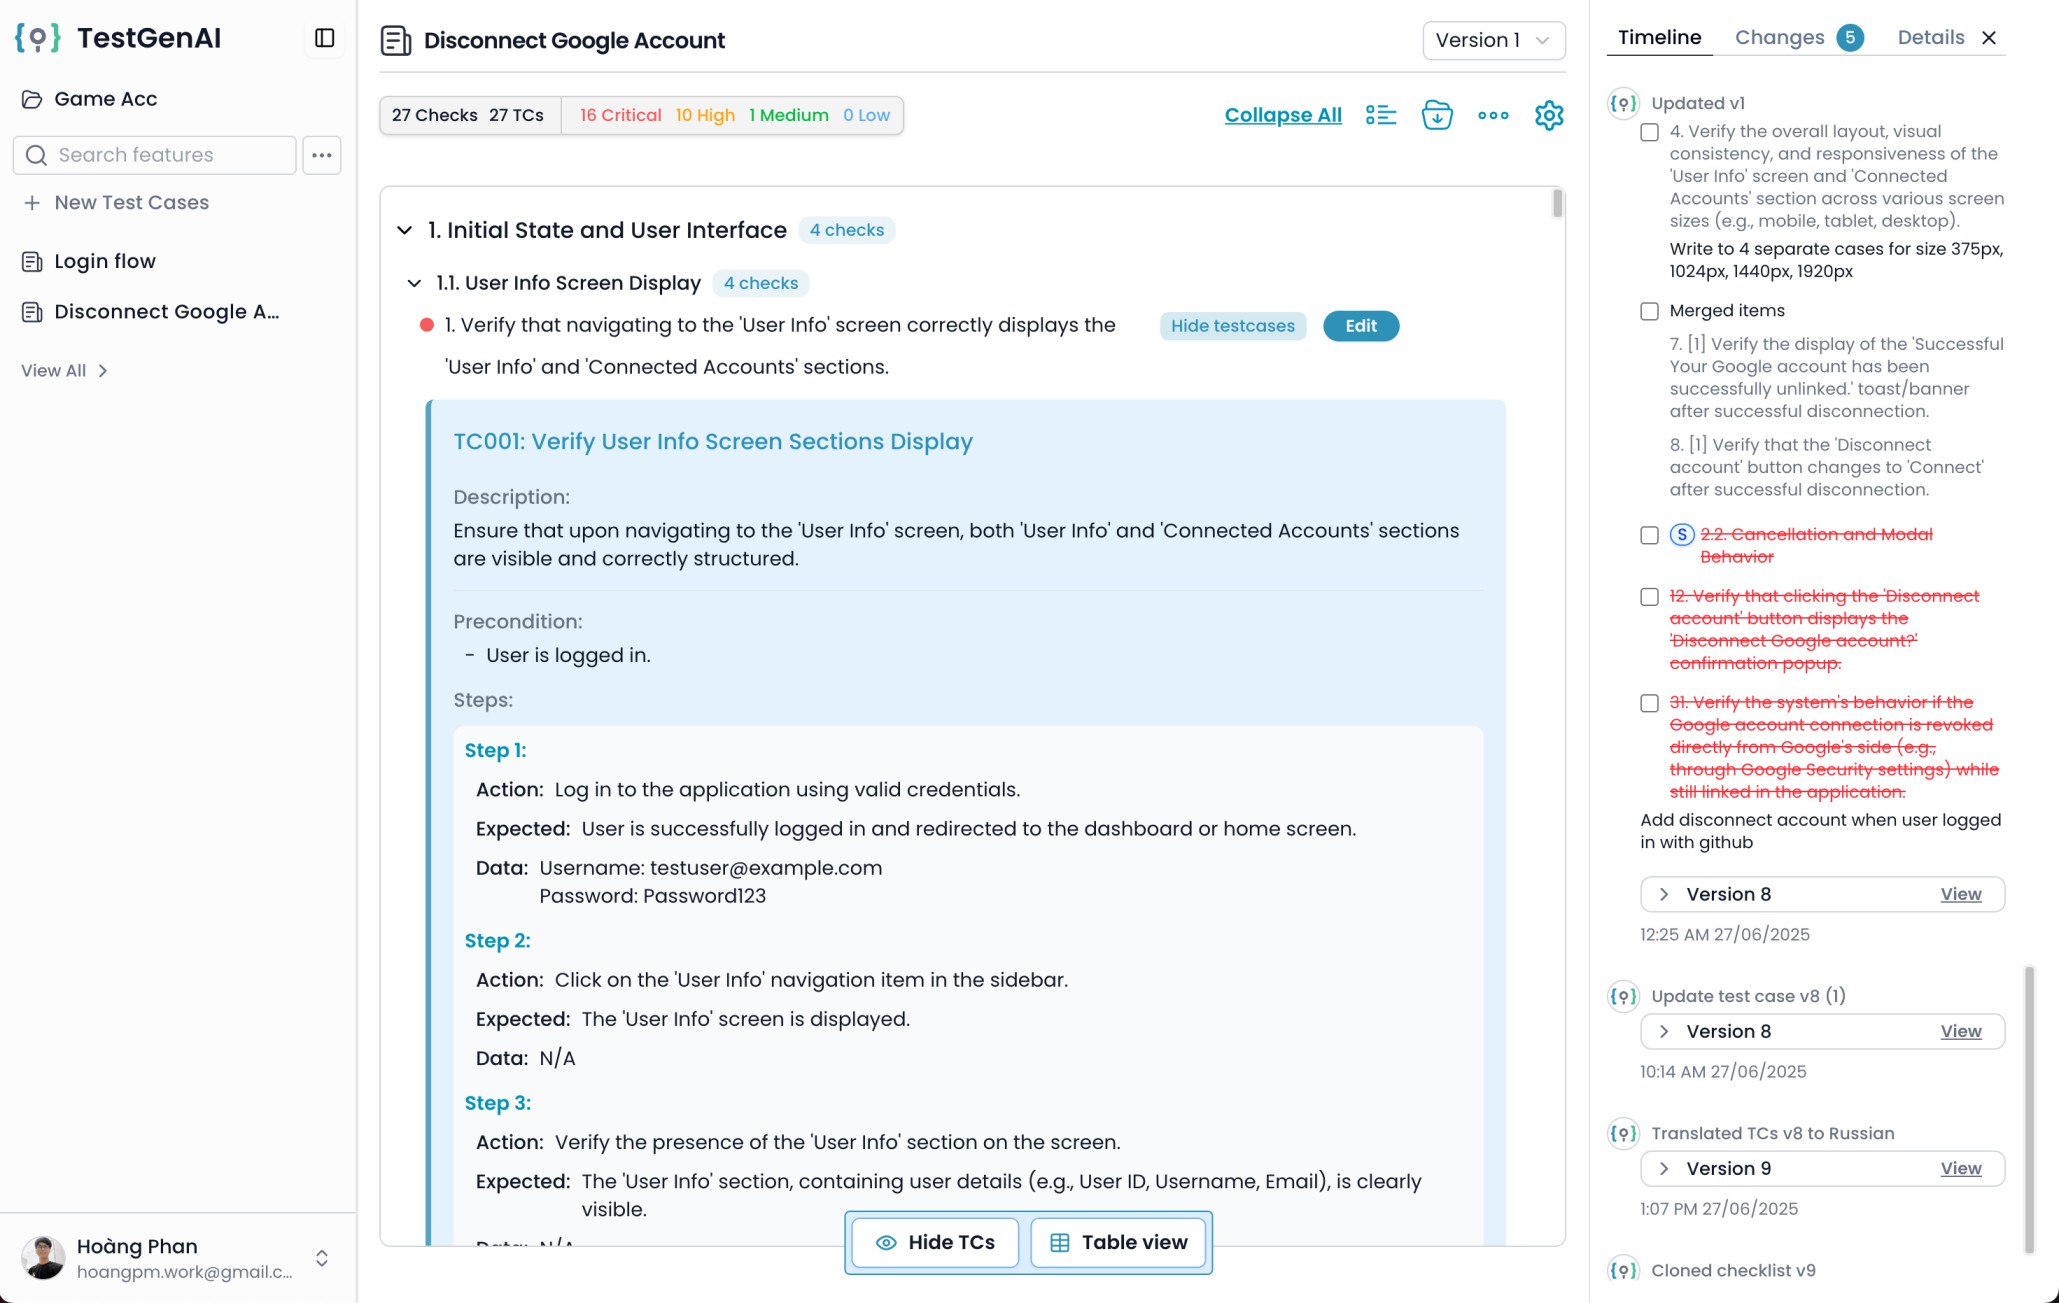 TestGenAI
Game Acc
Search features
New Test Cases
Login flow
Disconnect Google A...
View All
Hoàng Phan
hoangpm.work@gmail.c...
Disconnect Google Account
Version 1
27 Checks 27 TCs 16 Critical 10 High 1 Medium 0 Low
Collapse All
1. Initial State and User Interface 4 checks
1.1. User Info Screen Display 4 checks
1. Verify that navigating to the 'User Info' screen correctly displays the
'User Info' and 'Connected Accounts' sections.
Hide testcases Edit
TC001: Verify User Info Screen Sections Display
Description:
Ensure that upon navigating to the 'User Info' screen, both 'User Info' and 'Connected Accounts' sections
are visible and correctly structured.
Precondition:
- User is logged in.
Steps:
Step 1:
Action: Log in to the application using valid credentials.
Expected: User is successfully logged in and redirected to the dashboard or home screen.
Data: Username: testuser@example.com
Password: Password123
Step 2:
Action: Click on the 'User Info' navigation item in the sidebar.
Expected: The 'User Info' screen is displayed.
Data: N/A
Step 3:
Action: Verify the presence of the 'User Info' section on the screen.
Expected: The 'User Info' section, containing user details (e.g., User ID, Username, Email), is clearly
visible.
Data: N/A
Hide TCs Table view
Timeline Changes 5 Details
Updated v1
4. Verify the overall layout, visual
consistency, and responsiveness of the
'User Info' screen and 'Connected
Accounts' section across various screen
sizes (e.g., mobile, tablet, desktop).
Write to 4 separate cases for size 375px,
1024px, 1440px, 1920px
Merged items
7. [1] Verify the display of the 'Successful
Your Google account has been
successfully unlinked.' toast/banner
after successful disconnection.
8. [1] Verify that the 'Disconnect
account' button changes to 'Connect'
after successful disconnection.
S 2.2. Cancellation and Modal
Behavior
12. Verify that clicking the 'Disconnect
account' button displays the
'Disconnect Google account?'
confirmation popup.
31. Verify the system's behavior if the
Google account connection is revoked
directly from Google's side (e.g.,
through Google Security settings) while
still linked in the application.
Add disconnect account when user logged
in with github
Version 8 View
12:25 AM 27/06/2025
Update test case v8 (1)
Version 8 View
10:14 AM 27/06/2025
Translated TCs v8 to Russian
Version 9 View
1:07 PM 27/06/2025
Cloned checklist v9